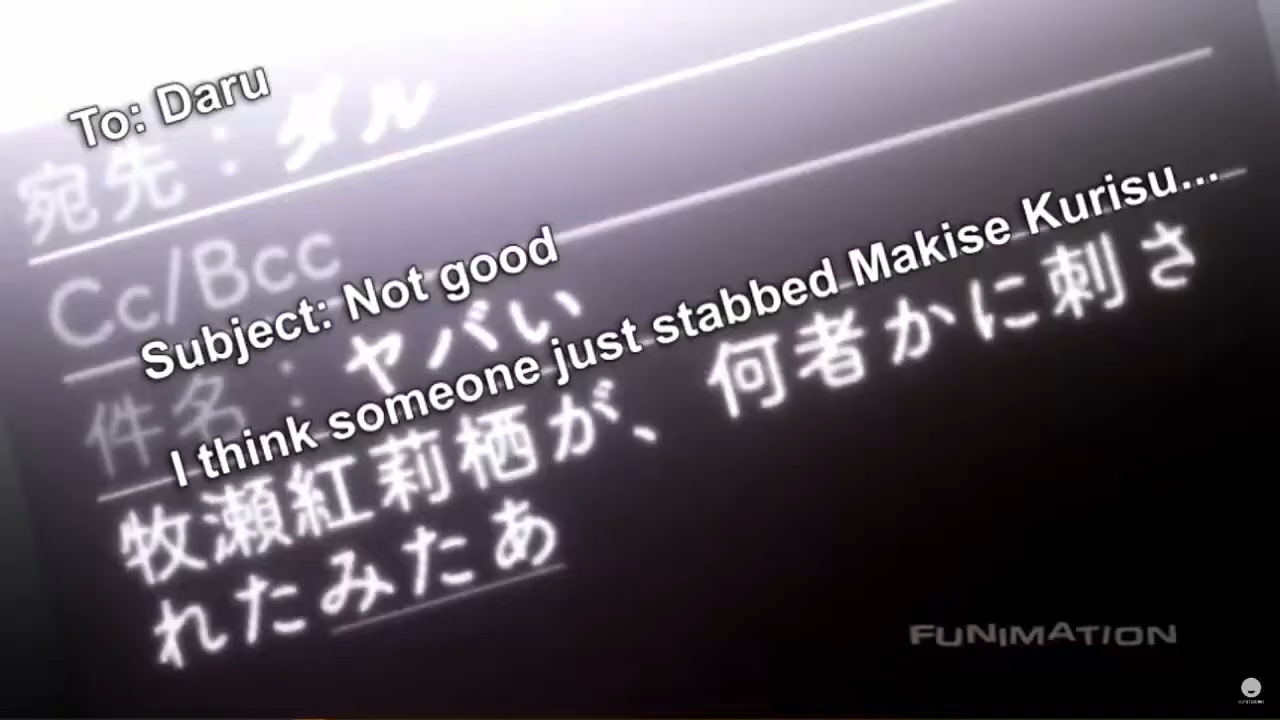 To: Daru
宛先：ダル
Cc/Bcc
Subject: Not good
件名：ヤバい
I think someone just stabbed Makise Kurisu...
牧瀬紅莉栖が、何者かに刺さ
れたみたあ
FUNIMATION